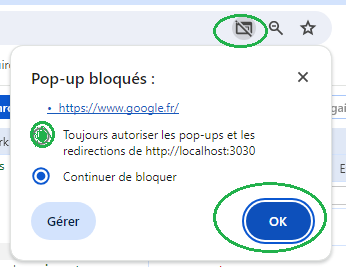 Pop-up bloqués :
• https://www.google.fr/
Toujours autoriser les pop-ups et les
redirections de http://localhost:3030
Continuer de bloquer
Gérer
OK